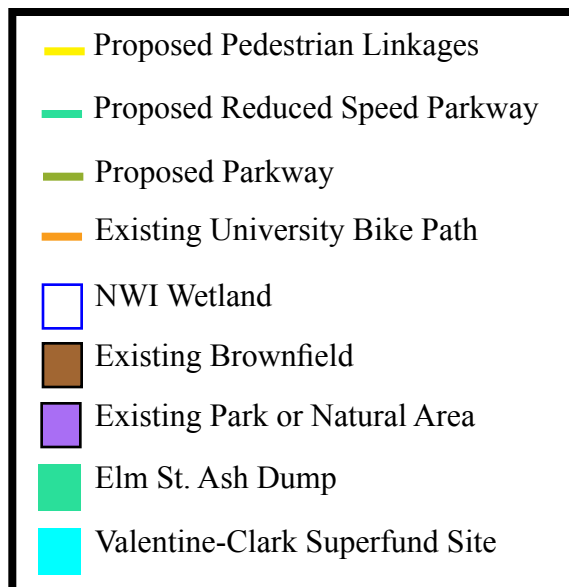 Proposed Pedestrian Linkages
Proposed Reduced Speed Parkway
Proposed Parkway
Existing University Bike Path
NWI Wetland
Existing Brownfield
Existing Park or Natural Area
Elm St. Ash Dump
Valentine-Clark Superfund Site